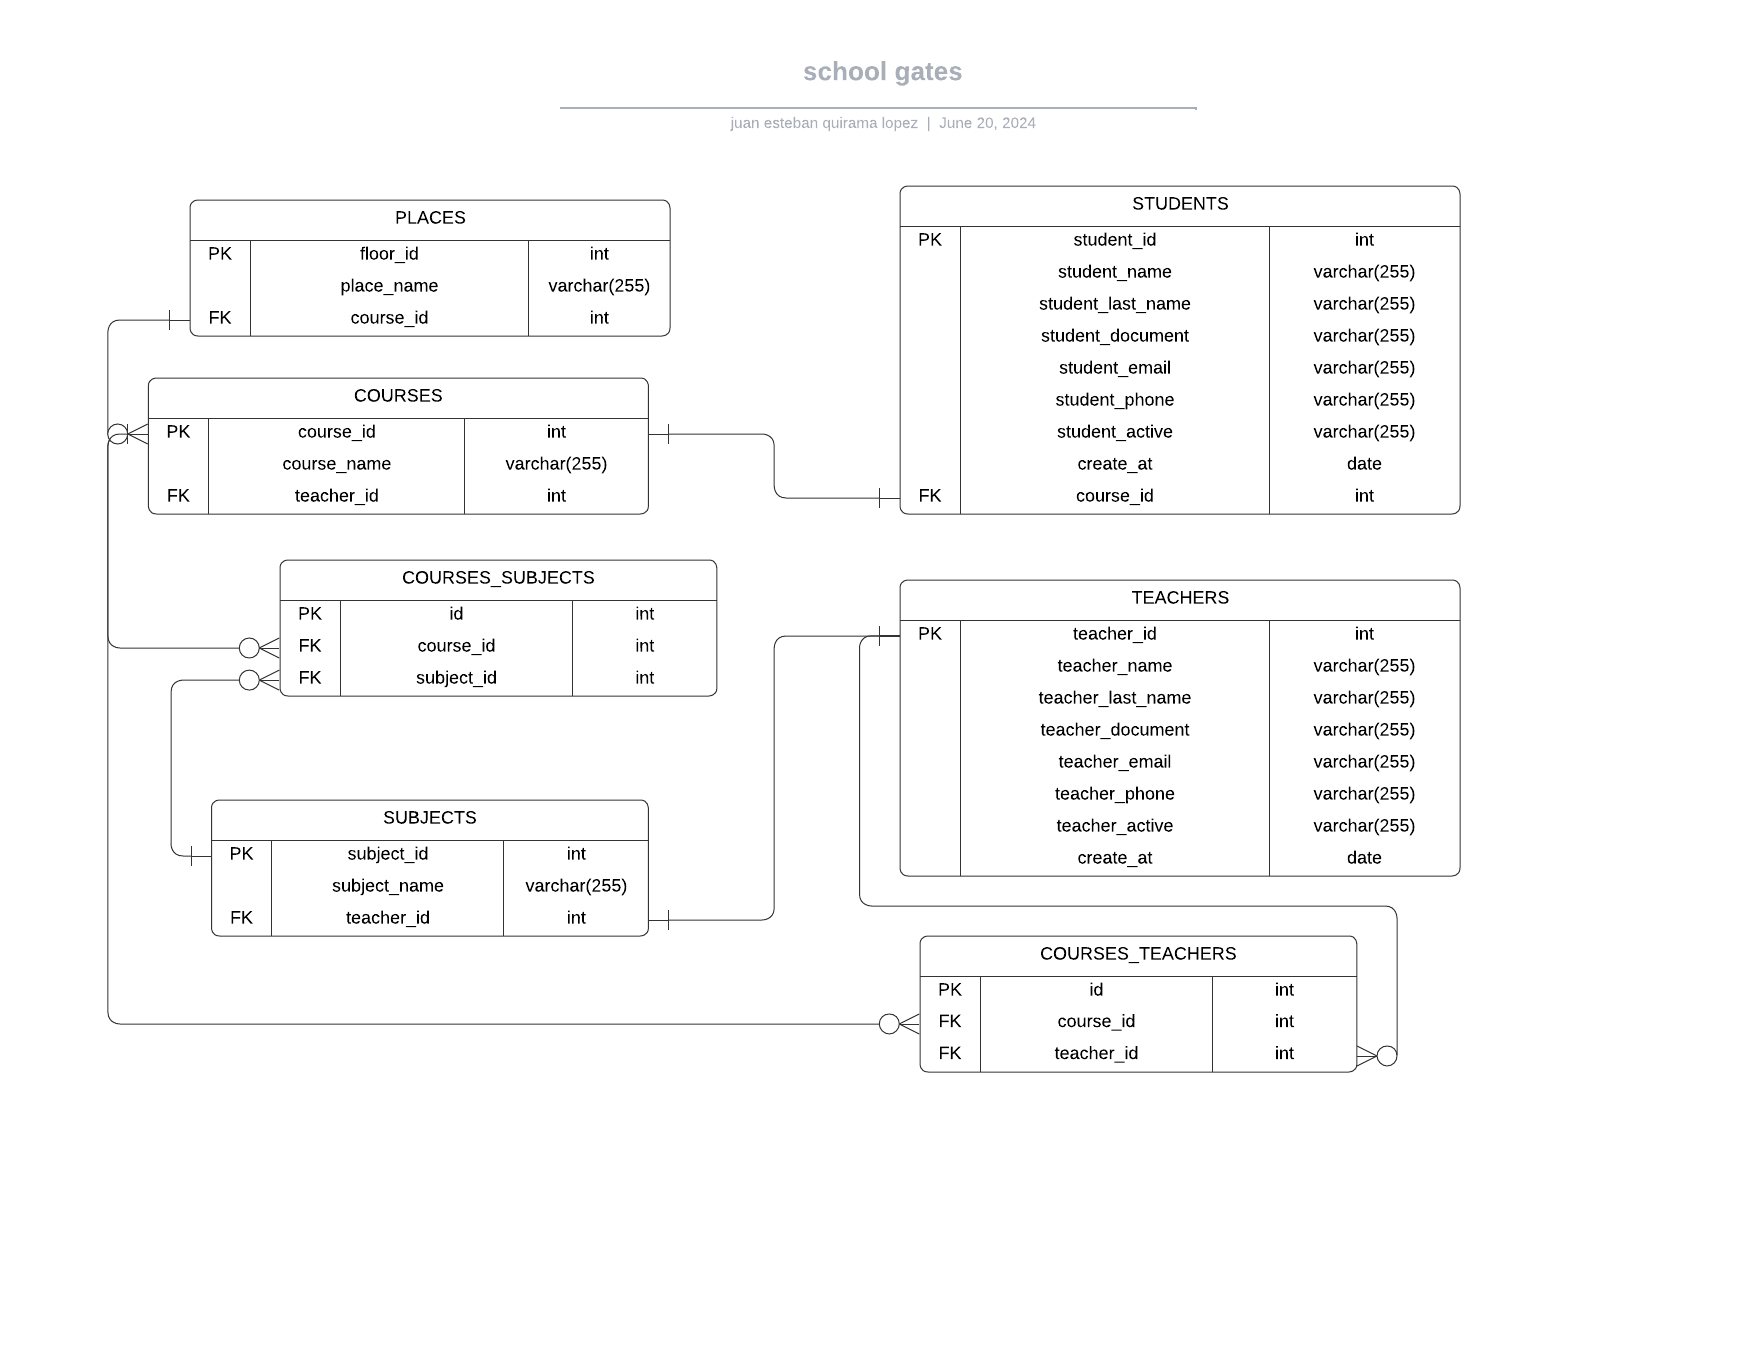 school gates
juan esteban quirama lopez | June 20, 2024
PLACES
PK floor_id int
place_name varchar(255)
FK course_id int
STUDENTS
PK student_id int
student_name varchar(255)
student_last_name varchar(255)
student_document varchar(255)
student_email varchar(255)
student_phone varchar(255)
student_active varchar(255)
create_at date
FK course_id int
COURSES
PK course_id int
course_name varchar(255)
FK teacher_id int
COURSES_SUBJECTS
PK id int
FK course_id int
FK subject_id int
TEACHERS
PK teacher_id int
teacher_name varchar(255)
teacher_last_name varchar(255)
teacher_document varchar(255)
teacher_email varchar(255)
teacher_phone varchar(255)
teacher_active varchar(255)
create_at date
SUBJECTS
PK subject_id int
subject_name varchar(255)
FK teacher_id int
COURSES_TEACHERS
PK id int
FK course_id int
FK teacher_id int